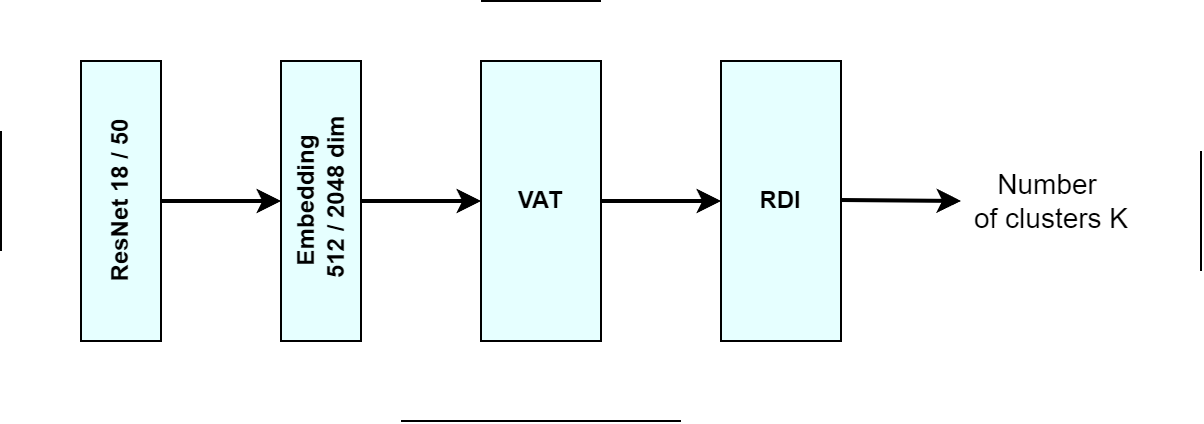 ResNet 18 / 50
Embedding
512 / 2048 dim
VAT
RDI
Number
of clusters K